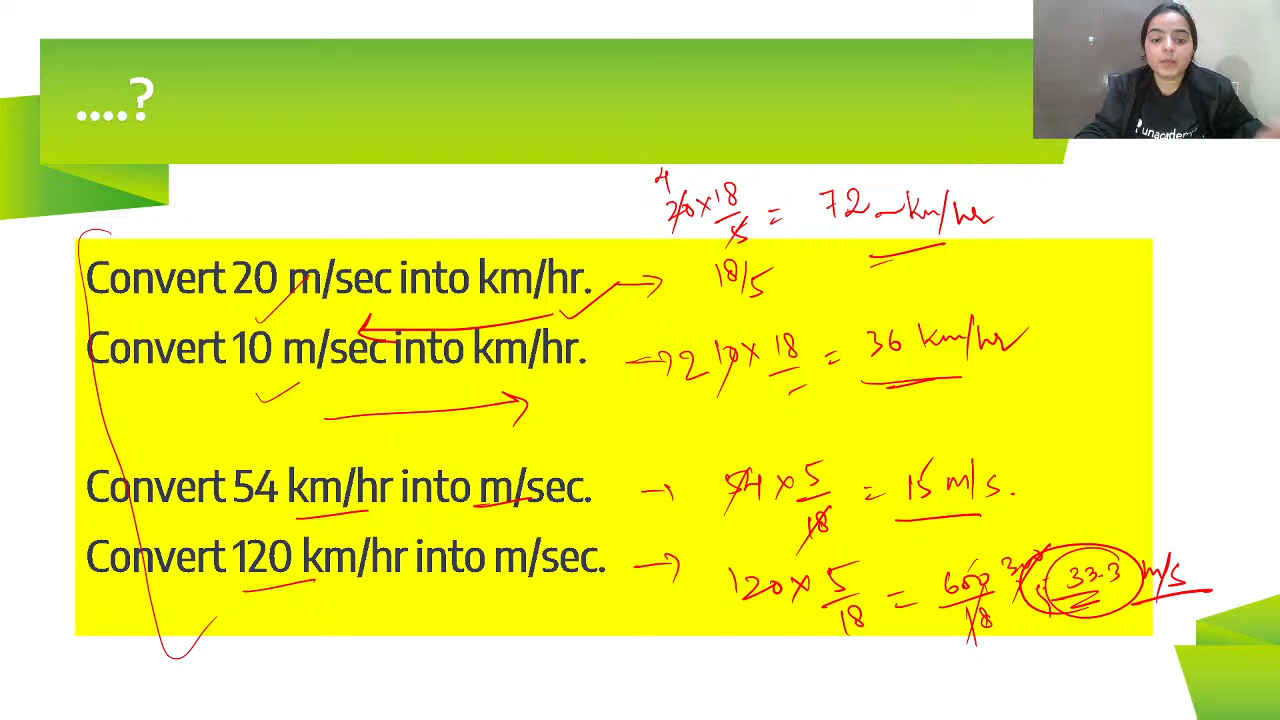 ....?
unacadem
4
20 × 18/5 = 72 km/hr
Convert 20 m/sec into km/hr. → 18/5
Convert 10 m/sec into km/hr. → 2 10 × 18 = 36 km/hr
Convert 54 km/hr into m/sec. → 54 × 5/18 = 15 m/s.
Convert 120 km/hr into m/sec. → 120 × 5/18 = 600/18 33.3 m/s